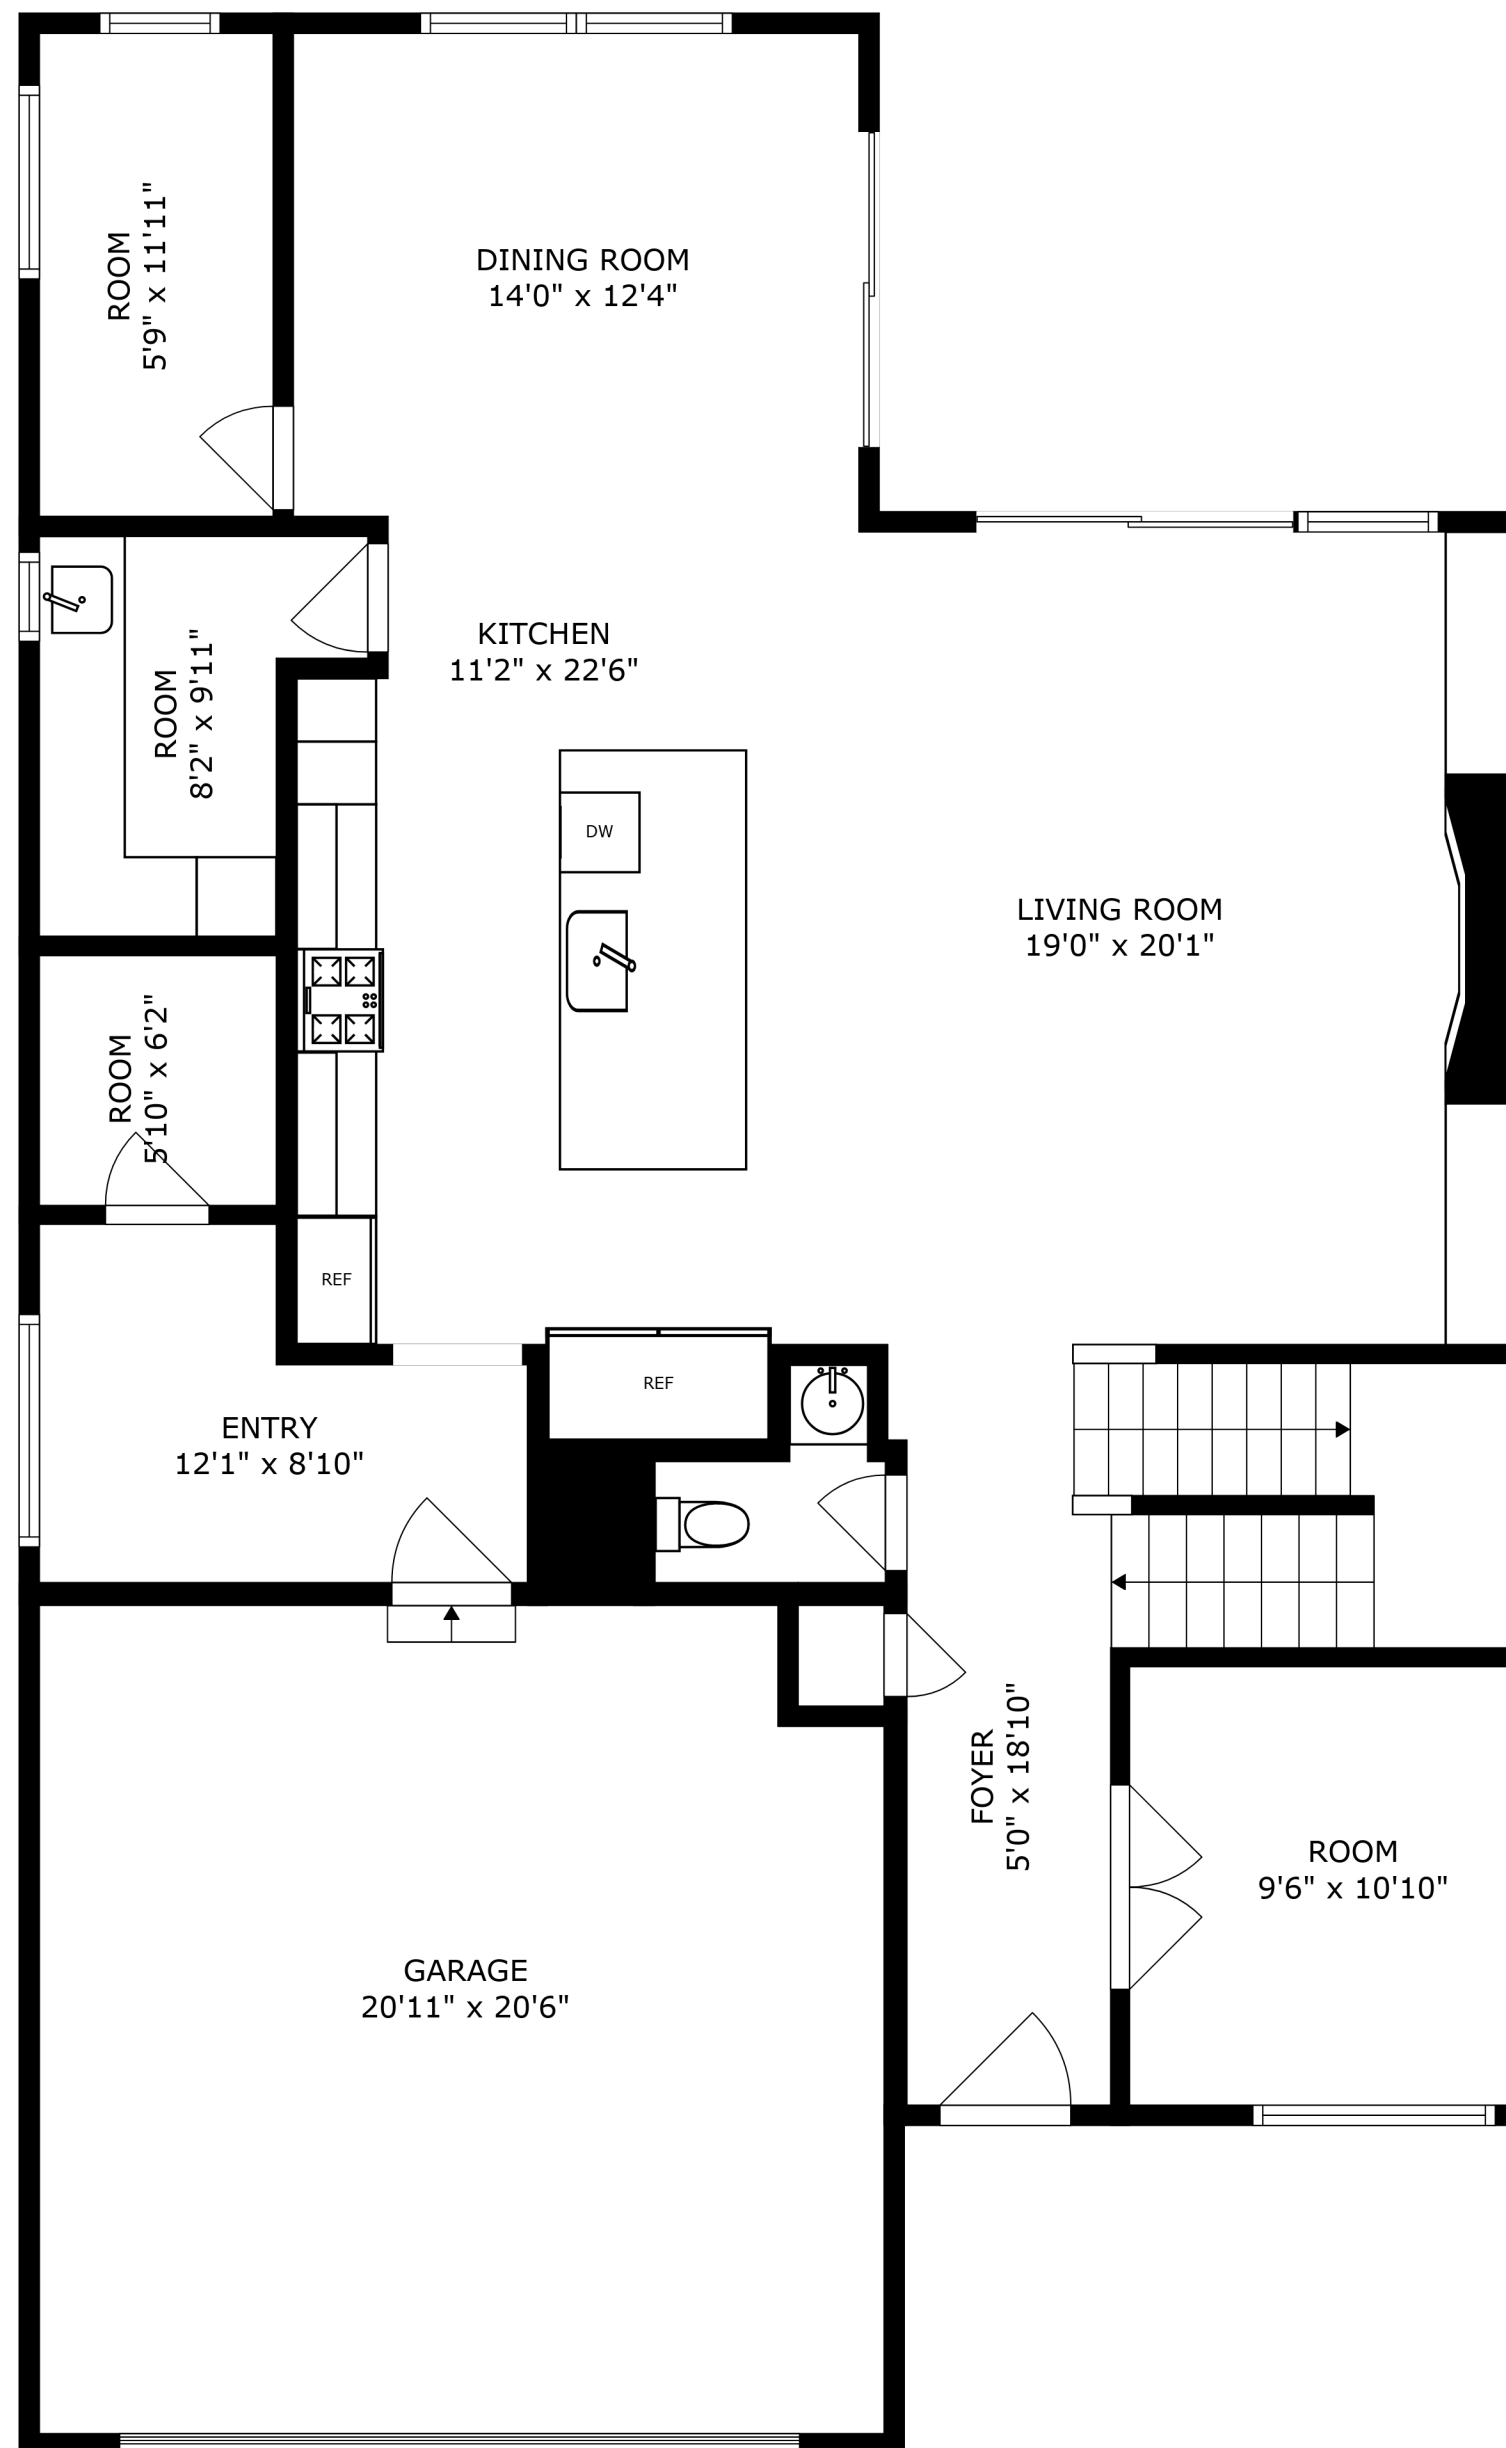 ROOM
5'9" x 11'11"
DINING ROOM
14'0" x 12'4"
KITCHEN
11'2" x 22'6"
ROOM
8'2" x 9'11"
DW
LIVING ROOM
19'0" x 20'1"
ROOM
5'10" x 6'2"
REF
REF
ENTRY
12'1" x 8'10"
FOYER
5'0" x 18'10"
ROOM
9'6" x 10'10"
GARAGE
20'11" x 20'6"